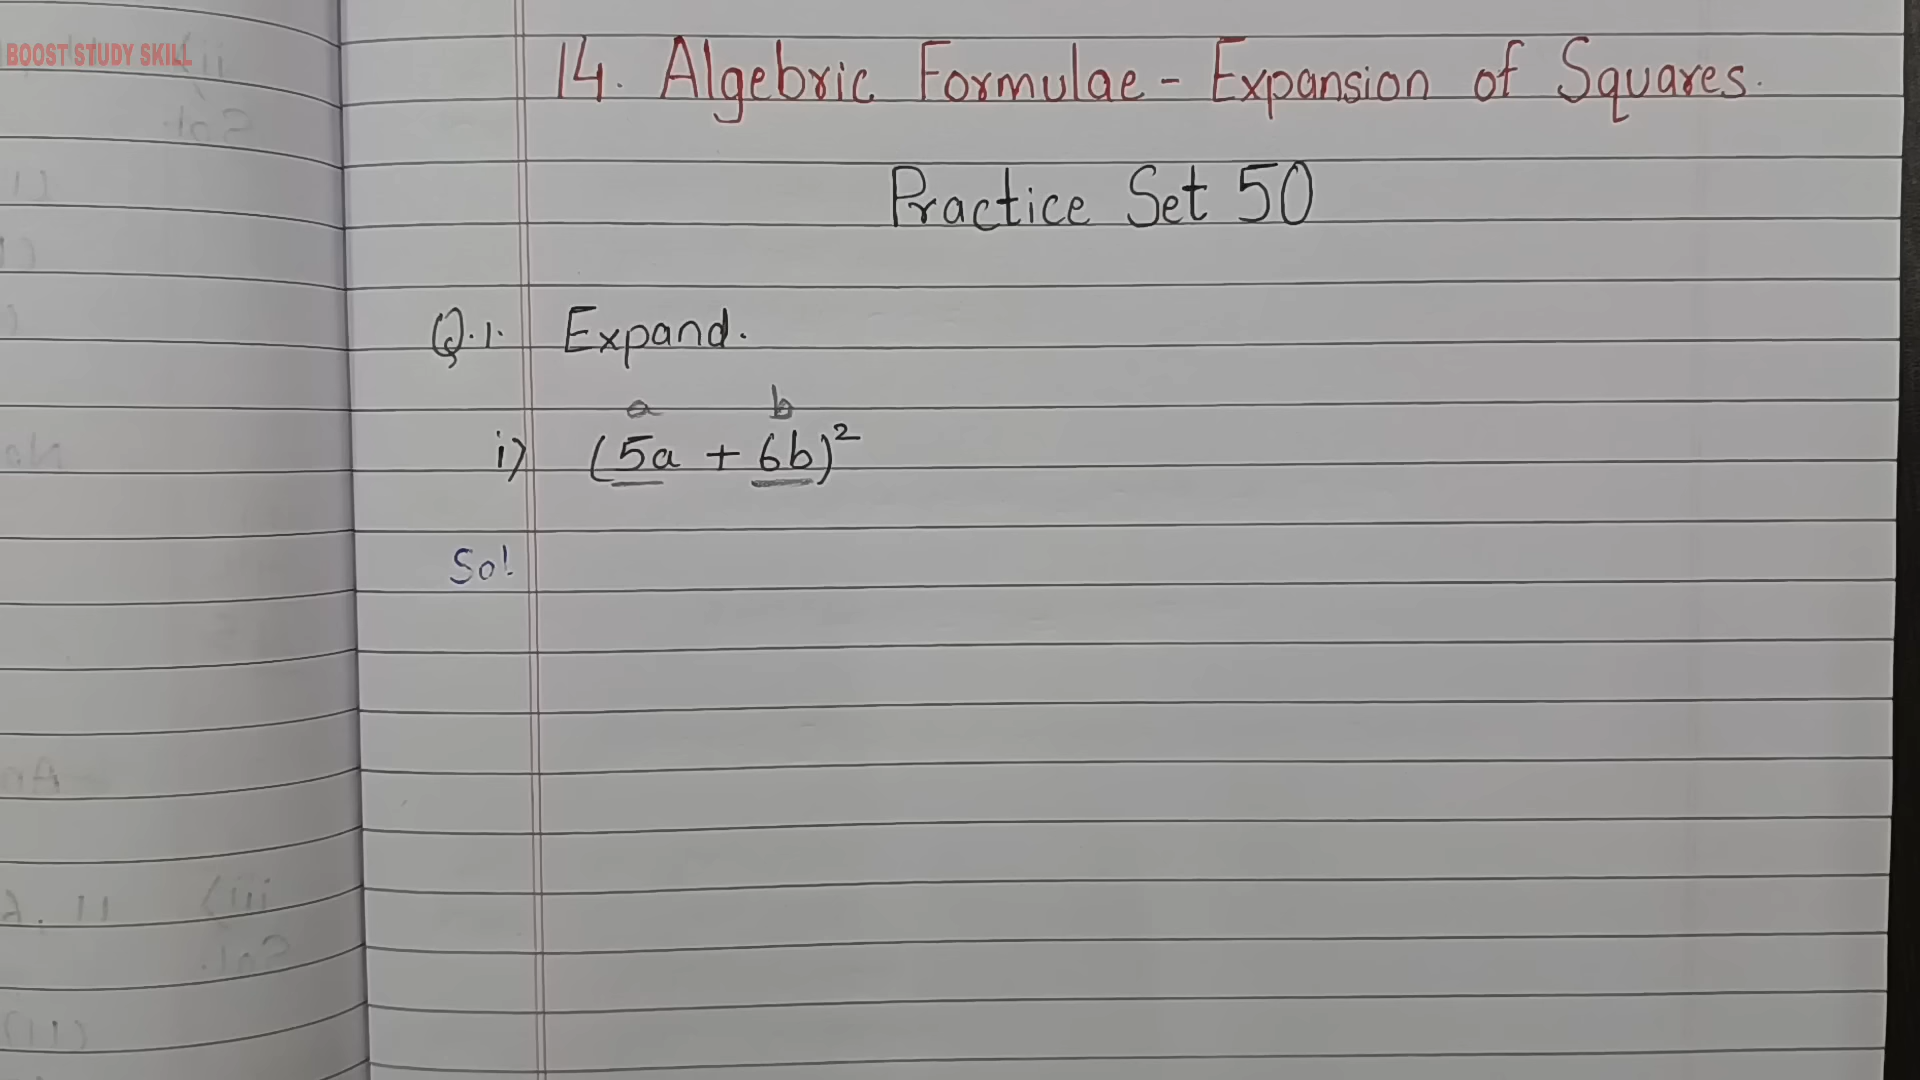 BOOST STUDY SKILL
14. Algebric Formulae - Expansion of Squares.
Practice Set 50
Q.1. Expand.
a b
i) (5a + 6b)²
Sol